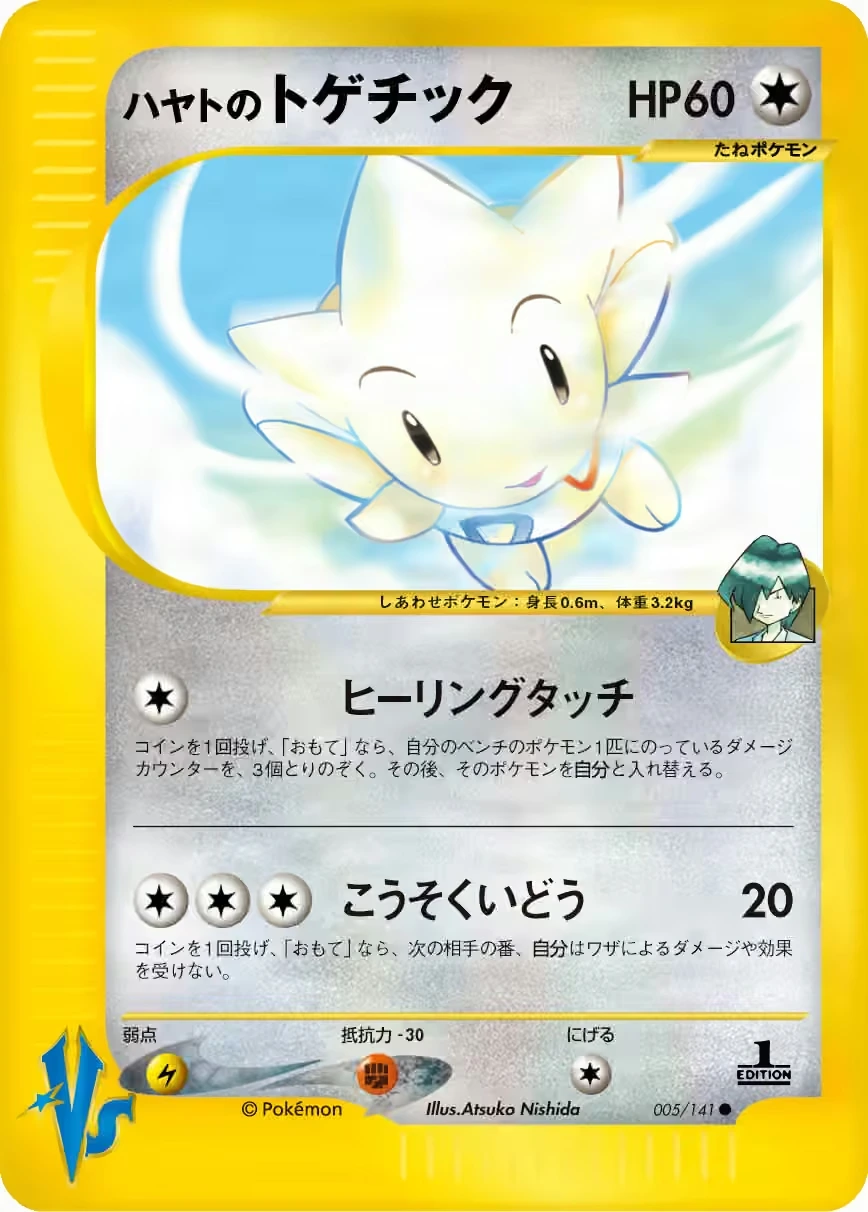 ハヤトのトゲチック HP60
たねポケモン
しあわせポケモン：身長0.6m、体重3.2kg
ヒーリングタッチ
コインを1回投げ、「おもて」なら、自分のベンチのポケモン1匹にのっているダメージ
カウンターを、3個とりのぞく。その後、そのポケモンを自分と入れ替える。
こうそくいどう 20
コインを1回投げ、「おもて」なら、次の相手の番、自分はワザによるダメージや効果
を受けない。
弱点 抵抗力 -30 にげる
1
EDITION
VS
© Pokémon Illus.Atsuko Nishida 005/141●